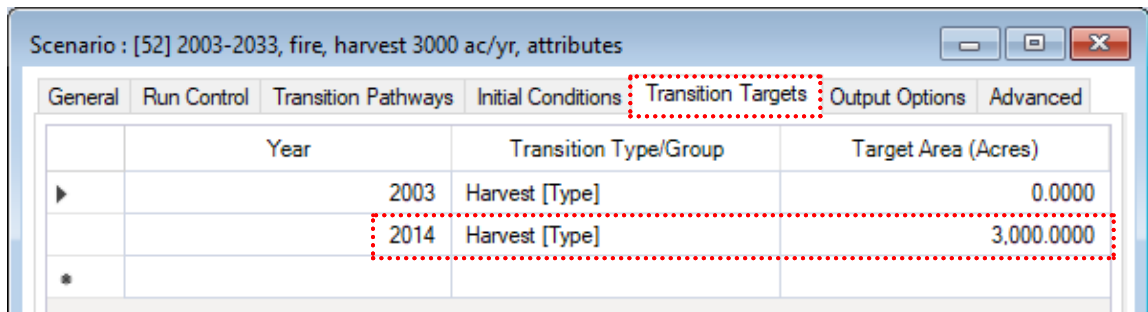 Scenario : [52] 2003-2033, fire, harvest 3000 ac/yr, attributes
General Run Control Transition Pathways Initial Conditions Transition Targets Output Options Advanced
Year Transition Type/Group Target Area (Acres)
2003 Harvest [Type] 0.0000
2014 Harvest [Type] 3,000.0000